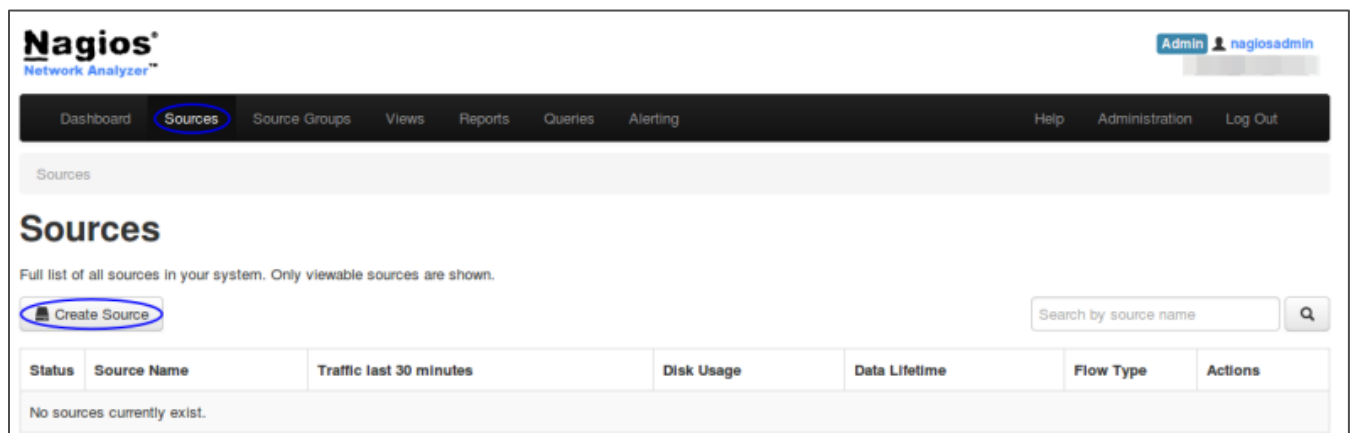 Nagios®
Network Analyzer™
Admin nagiosadmin
Dashboard Sources Source Groups Views Reports Queries Alerting Help Administration Log Out
Sources
Sources
Full list of all sources in your system. Only viewable sources are shown.
Create Source Search by source name
Status Source Name Traffic last 30 minutes Disk Usage Data Lifetime Flow Type Actions
No sources currently exist.